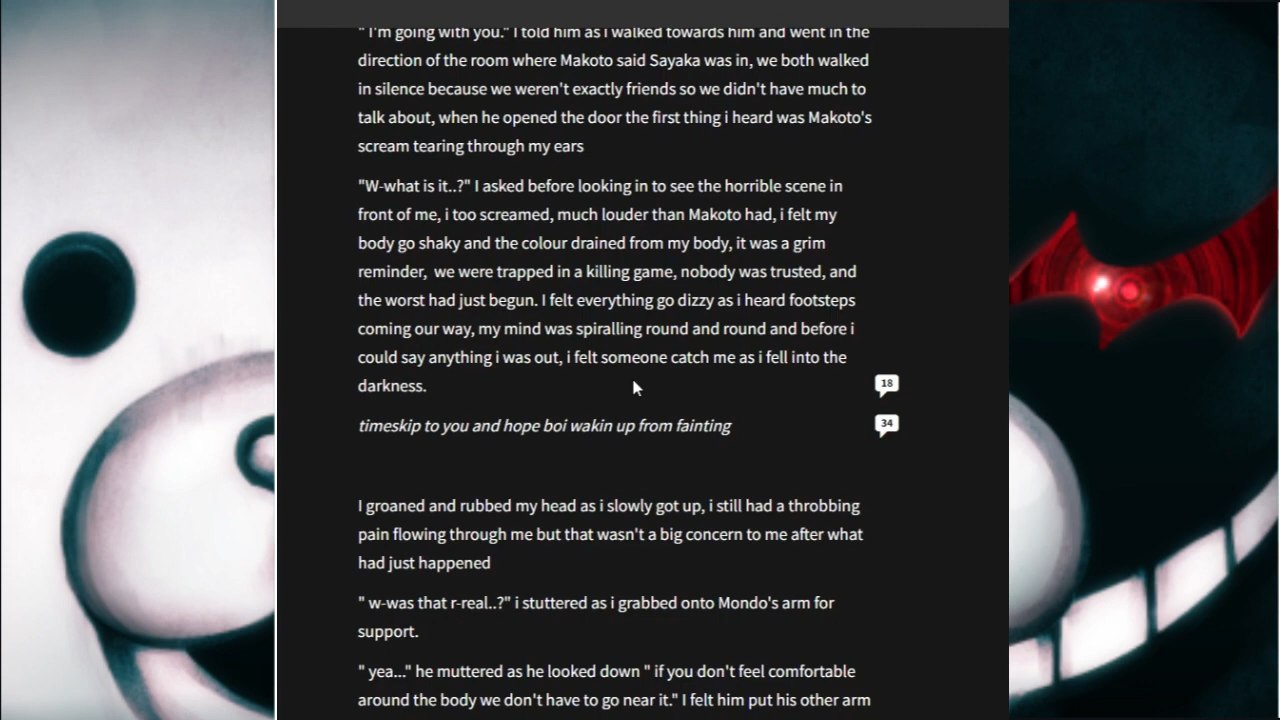 " I'm going with you." I told him as i walked towards him and went in the
direction of the room where Makoto said Sayaka was in, we both walked
in silence because we weren't exactly friends so we didn't have much to
talk about, when he opened the door the first thing i heard was Makoto's
scream tearing through my ears
"W-what is it..?" I asked before looking in to see the horrible scene in
front of me, i too screamed, much louder than Makoto had, i felt my
body go shaky and the colour drained from my body, it was a grim
reminder,  we were trapped in a killing game, nobody was trusted, and
the worst had just begun. I felt everything go dizzy as i heard footsteps
coming our way, my mind was spiralling round and round and before i
could say anything i was out, i felt someone catch me as i fell into the
darkness.
18
timeskip to you and hope boi wakin up from fainting
34
I groaned and rubbed my head as i slowly got up, i still had a throbbing
pain flowing through me but that wasn't a big concern to me after what
had just happened
" w-was that r-real..?" i stuttered as i grabbed onto Mondo's arm for
support.
" yea..." he muttered as he looked down " if you don't feel comfortable
around the body we don't have to go near it." I felt him put his other arm